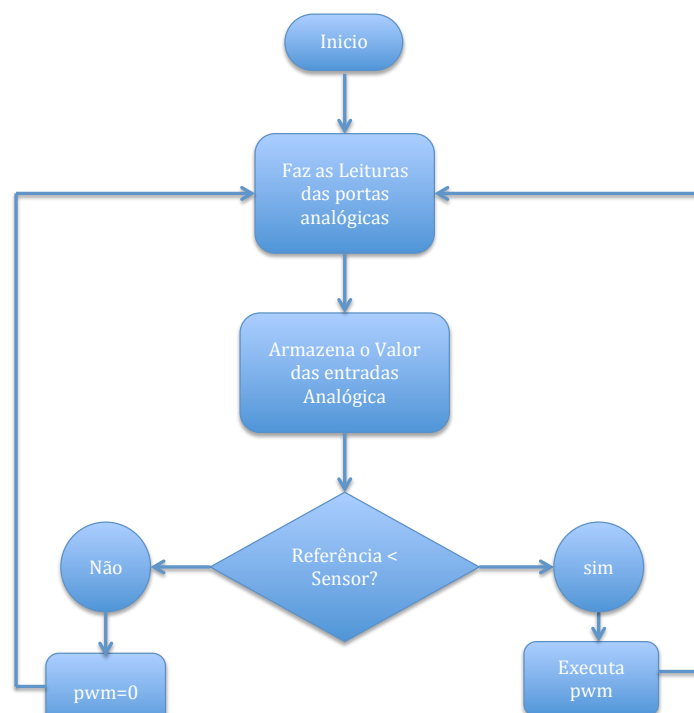 Inicio
Faz as Leituras
das portas
analógicas
Armazena o Valor
das entradas
Analógica
Referência <
Sensor?
Não
sim
pwm=0
Executa
pwm